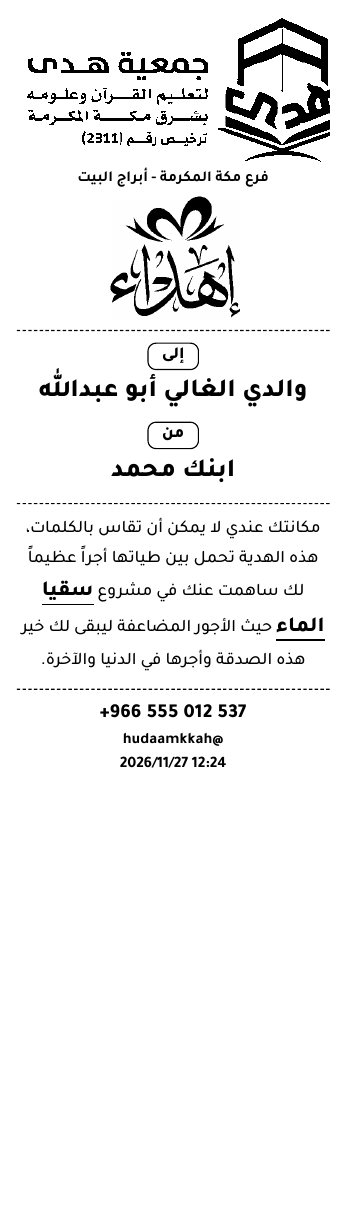 جمعية هدى
لتعليم القرآن وعلومه
بشرق مكة المكرمة
ترخيص رقم (2311)
هدى
فرع مكة المكرمة - أبراج البيت
إهداء
إلى
والدي الغالي أبو عبدالله
من
ابنك محمد
مكانتك عندي لا يمكن أن تقاس بالكلمات،
هذه الهدية تحمل بين طياتها أجراً عظيماً
لك ساهمت عنك في مشروع سقيا
الماء حيث الأجور المضاعفة ليبقى لك خير
هذه الصدقة وأجرها في الدنيا والآخرة.
+966 555 012 537
@hudaamkkah
2026/11/27 12:24